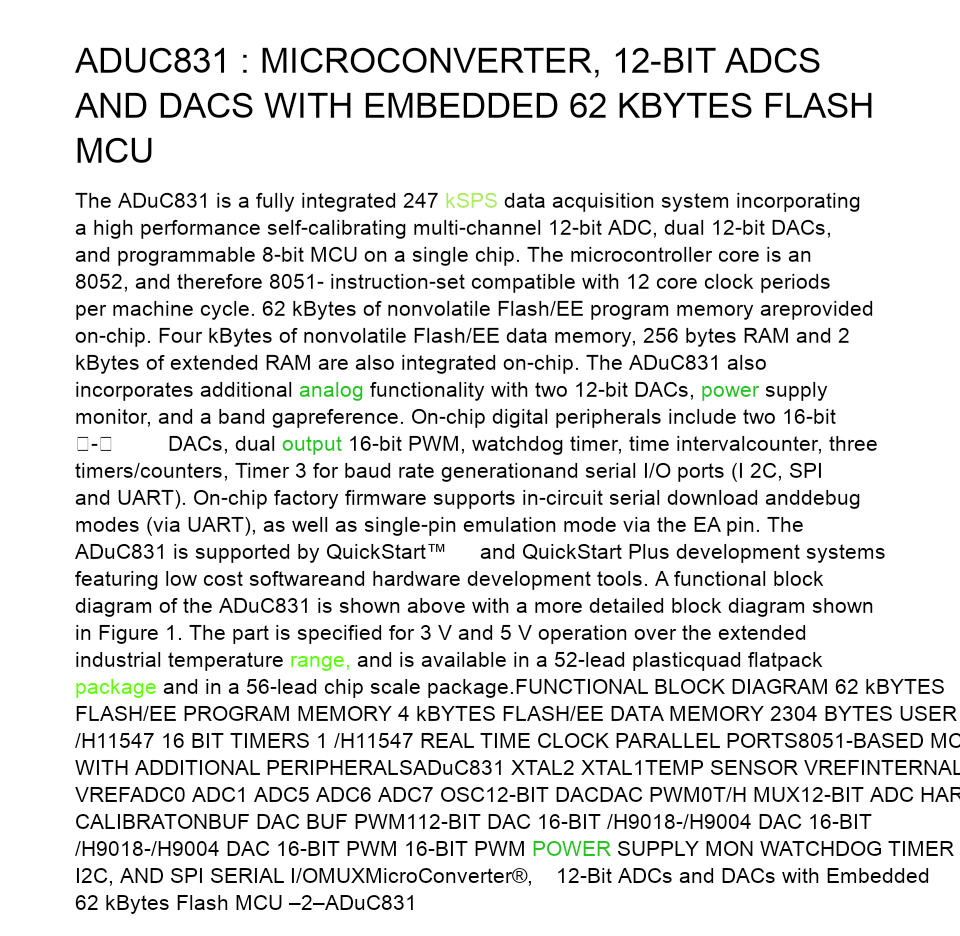 ADUC831 : MICROCONVERTER, 12-BIT ADCS
AND DACS WITH EMBEDDED 62 KBYTES FLASH
MCU
The ADuC831 is a fully integrated 247 kSPS data acquisition system incorporating
a high performance self-calibrating multi-channel 12-bit ADC, dual 12-bit DACs,
and programmable 8-bit MCU on a single chip. The microcontroller core is an
8052, and therefore 8051- instruction-set compatible with 12 core clock periods
per machine cycle. 62 kBytes of nonvolatile Flash/EE program memory areprovided
on-chip. Four kBytes of nonvolatile Flash/EE data memory, 256 bytes RAM and 2
kBytes of extended RAM are also integrated on-chip. The ADuC831 also
incorporates additional analog functionality with two 12-bit DACs, power supply
monitor, and a band gapreference. On-chip digital peripherals include two 16-bit
□-□ DACs, dual output 16-bit PWM, watchdog timer, time intervalcounter, three
timers/counters, Timer 3 for baud rate generationand serial I/O ports (I 2C, SPI
and UART). On-chip factory firmware supports in-circuit serial download anddebug
modes (via UART), as well as single-pin emulation mode via the EA pin. The
ADuC831 is supported by QuickStart™ and QuickStart Plus development systems
featuring low cost softwareand hardware development tools. A functional block
diagram of the ADuC831 is shown above with a more detailed block diagram shown
in Figure 1. The part is specified for 3 V and 5 V operation over the extended
industrial temperature range, and is available in a 52-lead plasticquad flatpack
package and in a 56-lead chip scale package.FUNCTIONAL BLOCK DIAGRAM 62 kBYTES
FLASH/EE PROGRAM MEMORY 4 kBYTES FLASH/EE DATA MEMORY 2304 BYTES USER
/H11547 16 BIT TIMERS 1 /H11547 REAL TIME CLOCK PARALLEL PORTS8051-BASED MC
WITH ADDITIONAL PERIPHERALSADuC831 XTAL2 XTAL1TEMP SENSOR VREFINTERNAL
VREFADC0 ADC1 ADC5 ADC6 ADC7 OSC12-BIT DACDAC PWM0T/H MUX12-BIT ADC HAR
CALIBRATONBUF DAC BUF PWM112-BIT DAC 16-BIT /H9018-/H9004 DAC 16-BIT
/H9018-/H9004 DAC 16-BIT PWM 16-BIT PWM POWER SUPPLY MON WATCHDOG TIMER
I2C, AND SPI SERIAL I/OMUXMicroConverter®, 12-Bit ADCs and DACs with Embedded
62 kBytes Flash MCU –2–ADuC831